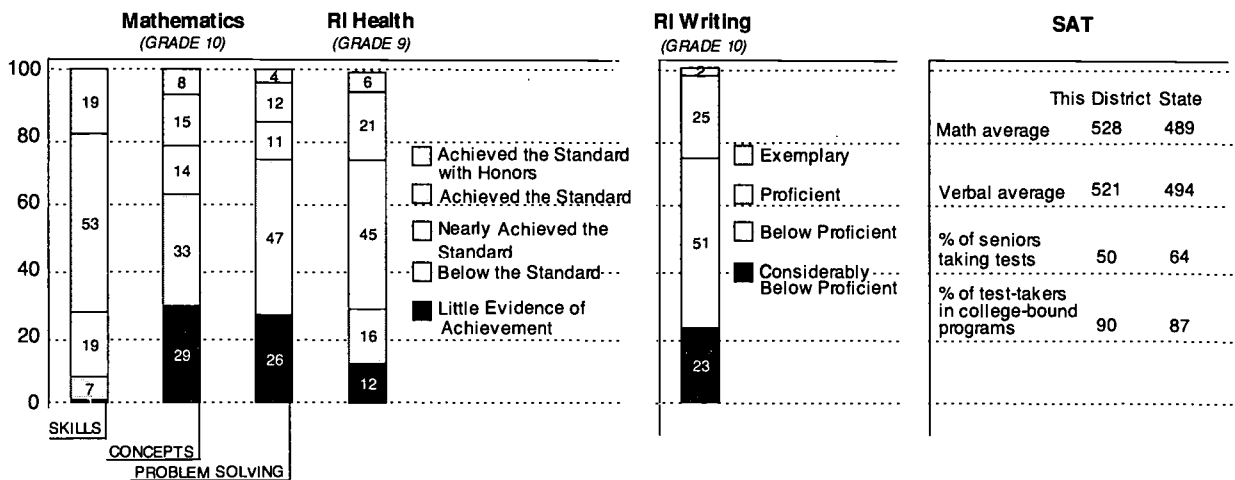 Mathematics
(GRADE 10)
RI Health
(GRADE 9)
RI Writing
(GRADE 10)
SAT
100
80
60
40
20
0
19
53
19
7
8
15
14
33
29
4
12
11
47
26
6
21
45
16
12
SKILLS
CONCEPTS
PROBLEM SOLVING
Achieved the Standard
with Honors
Achieved the Standard
Nearly Achieved the
Standard
Below the Standard
Little Evidence of
Achievement
2
25
51
23
Exemplary
Proficient
Below Proficient
Considerably
Below Proficient
This District State
Math average 528 489
Verbal average 521 494
% of seniors
taking tests 50 64
% of test-takers
in college-bound
programs 90 87